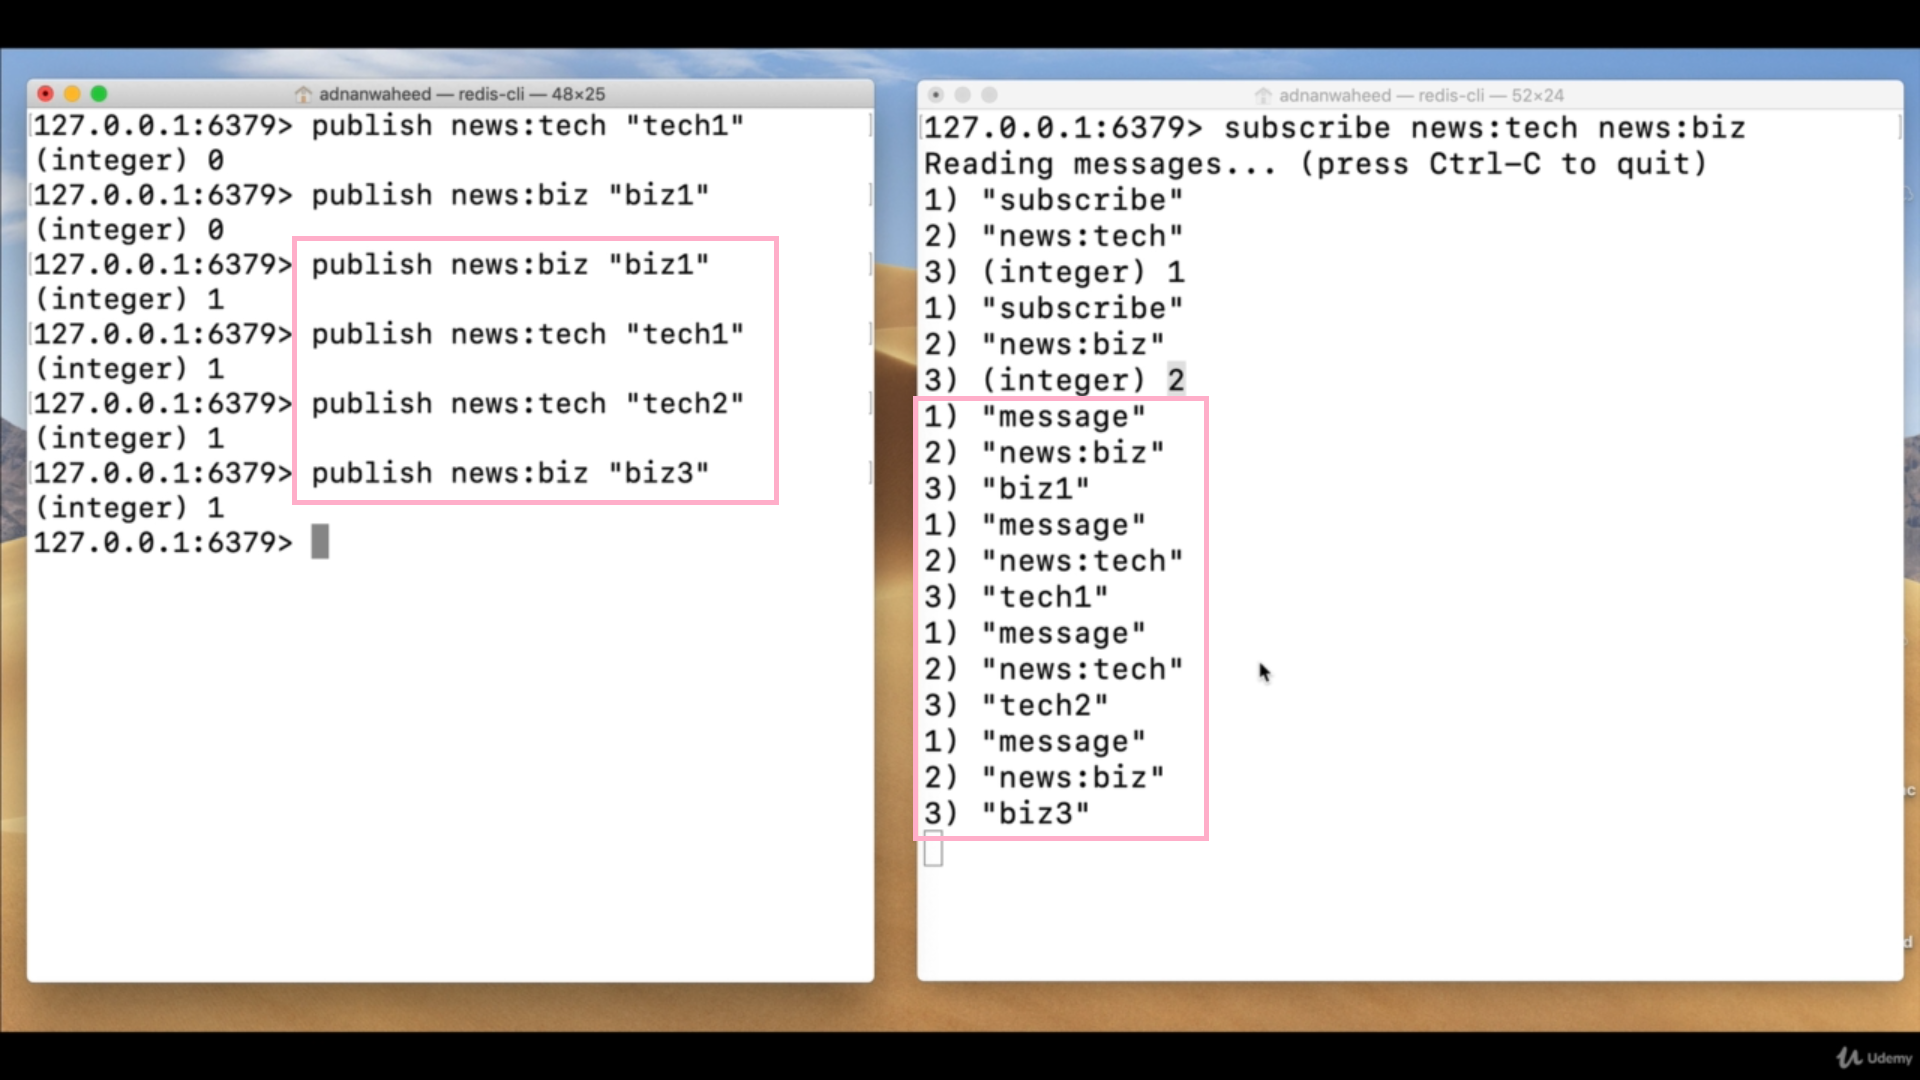 adnanwaheed — redis-cli — 48×25
127.0.0.1:6379> publish news:tech "tech1"
(integer) 0
127.0.0.1:6379> publish news:biz "biz1"
(integer) 0
127.0.0.1:6379> publish news:biz "biz1"
(integer) 1
127.0.0.1:6379> publish news:tech "tech1"
(integer) 1
127.0.0.1:6379> publish news:tech "tech2"
(integer) 1
127.0.0.1:6379> publish news:biz "biz3"
(integer) 1
127.0.0.1:6379>
adnanwaheed — redis-cli — 52×24
127.0.0.1:6379> subscribe news:tech news:biz
Reading messages... (press Ctrl-C to quit)
1) "subscribe"
2) "news:tech"
3) (integer) 1
1) "subscribe"
2) "news:biz"
3) (integer) 2
1) "message"
2) "news:biz"
3) "biz1"
1) "message"
2) "news:tech"
3) "tech1"
1) "message"
2) "news:tech"
3) "tech2"
1) "message"
2) "news:biz"
3) "biz3"
Udemy